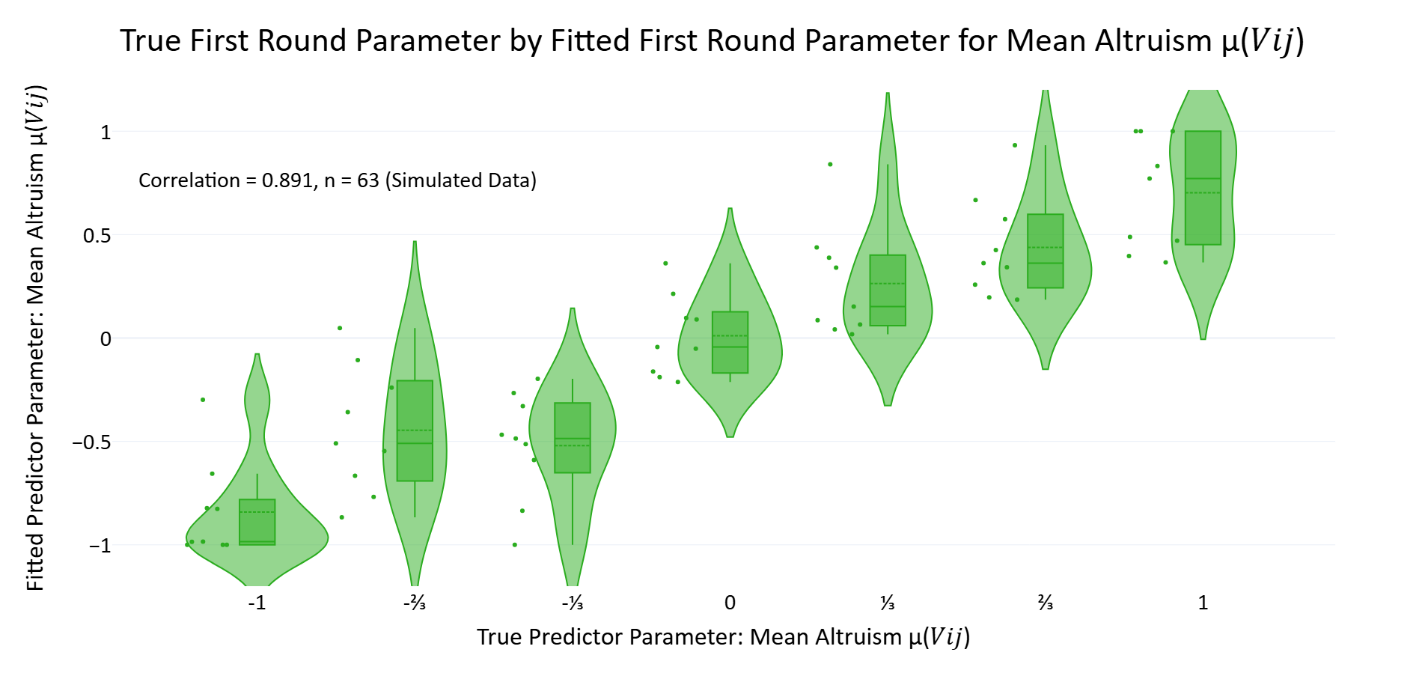 True First Round Parameter by Fitted First Round Parameter for Mean Altruism μ(Vij)
Fitted Predictor Parameter: Mean Altruism μ(Vij)
1
Correlation = 0.891, n = 63 (Simulated Data)
0.5
0
−0.5
−1
-1 -⅔ -⅓ 0 ⅓ ⅔ 1
True Predictor Parameter: Mean Altruism μ(Vij)